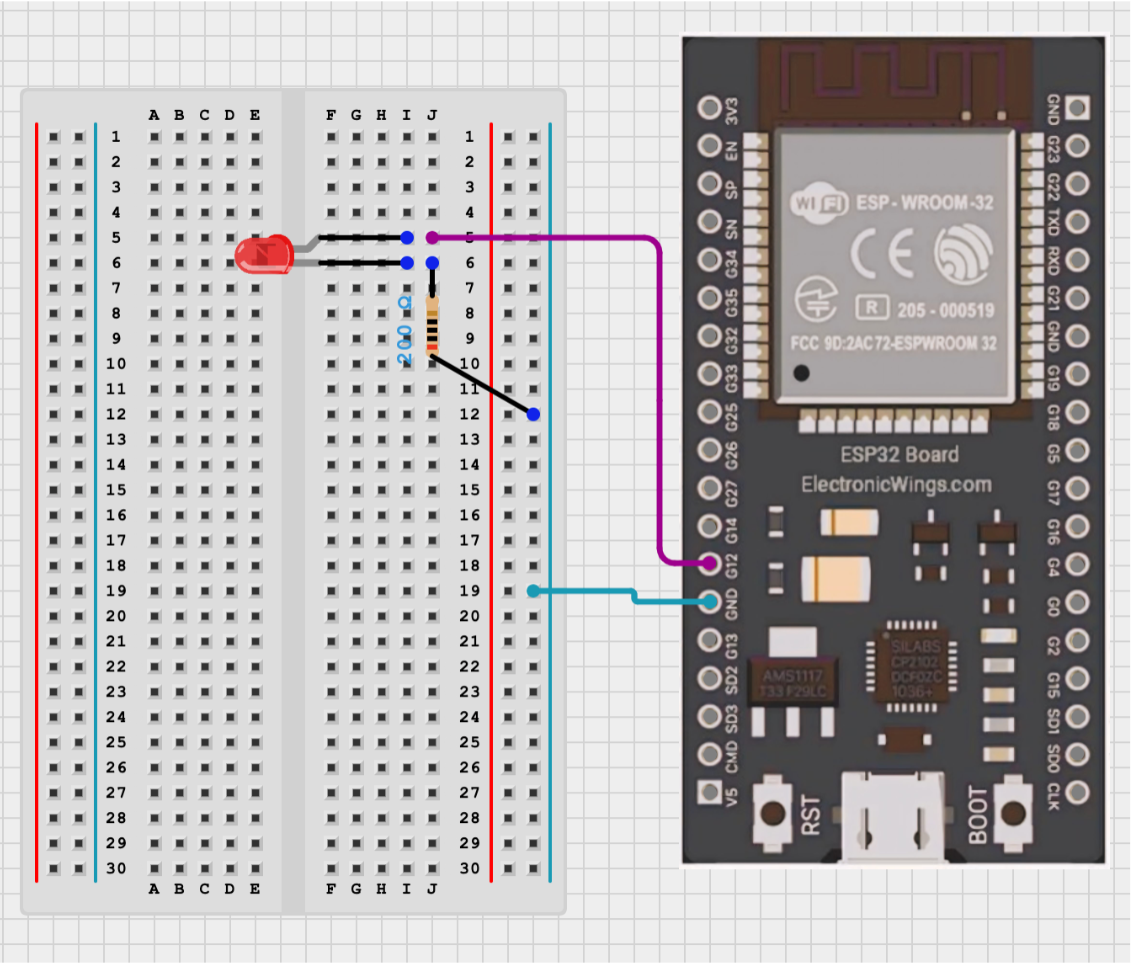 A B C D E F G H I J
1 1
2 2
3 3
4 4
5 5
6 6
7 7
8 8
9 9
10 10
11 11
12 12
13 13
14 14
15 15
16 16
17 17
18 18
19 19
20 20
21 21
22 22
23 23
24 24
25 25
26 26
27 27
28 28
29 29
30 30
A B C D E F G H I J
200 Ω
3V3
EN
SP
SN
G34
G35
G32
G33
G25
G26
G27
G14
G12
GND
G13
SD2
SD3
CMD
V5
WiFi ESP - WROOM -32
CE
R 205 - 000519
FCC 9D:2AC72-ESPWROOM 32
ESP32 Board
ElectronicWings.com
AMS1117
T33 F29LC
SILABS
CP2102
DCF0ZC
1036+
RST
BOOT
GND
G23
G22
TXD
RXD
G21
GND
G19
G18
G5
G17
G16
G4
G0
G2
G15
SD1
SD0
CLK